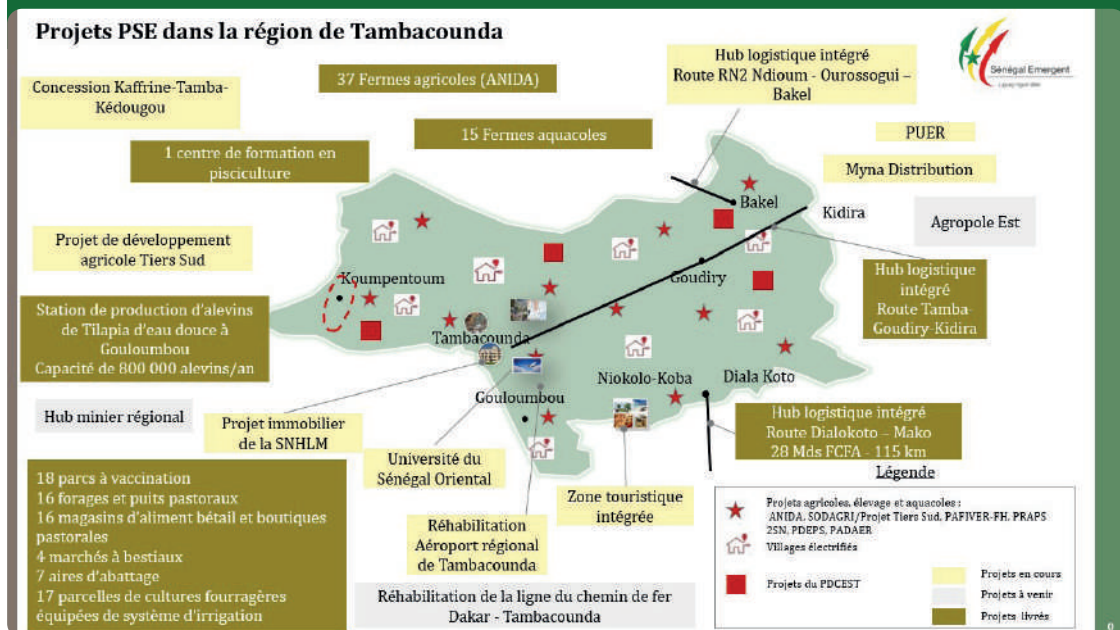 Projets PSE dans la région de Tambacounda
Sénégal Emergent
Concession Kaffrine-Tamba-
Kédougou
37 Fermes agricoles (ANIDA)
Hub logistique intégré
Route RN2 Ndioum - Ourossogui –
Bakel
15 Fermes aquacoles
PUER
1 centre de formation en
pisciculture
Myna Distribution
Bakel
Kidira
Agropole Est
Projet de développement
agricole Tiers Sud
Koumpentoum
Goudiry
Hub logistique
intégré
Route Tamba-
Goudiry-Kidira
Station de production d'alevins
de Tilapia d'eau douce à
Gouloumbou
Capacité de 800 000 alevins/an
Tambacounda
Niokolo-Koba
Diala Koto
Gouloumbou
Hub minier régional
Projet immobilier
de la SNHLM
Hub logistique intégré
Route Dialokoto – Mako
28 Mds FCFA - 115 km
Université du
Sénégal Oriental
Zone touristique
intégrée
Réhabilitation
Aéroport régional
de Tambacounda
18 parcs à vaccination
16 forages et puits pastoraux
16 magasins d'aliment bétail et boutiques
pastorales
4 marchés à bestiaux
7 aires d'abattage
17 parcelles de cultures fourragères
équipées de système d'irrigation
Réhabilitation de la ligne du chemin de fer
Dakar - Tambacounda
Légende
Projets agricoles, élevage et aquacoles :
ANIDA, SODAGRI/Projet Tiers Sud, PAFIVER-FH, PRAPS
2SN, PDEPS, PADAER
Villages électrifiés
Projets du PDCEST
Projets en cours
Projets à venir
Projets livrés